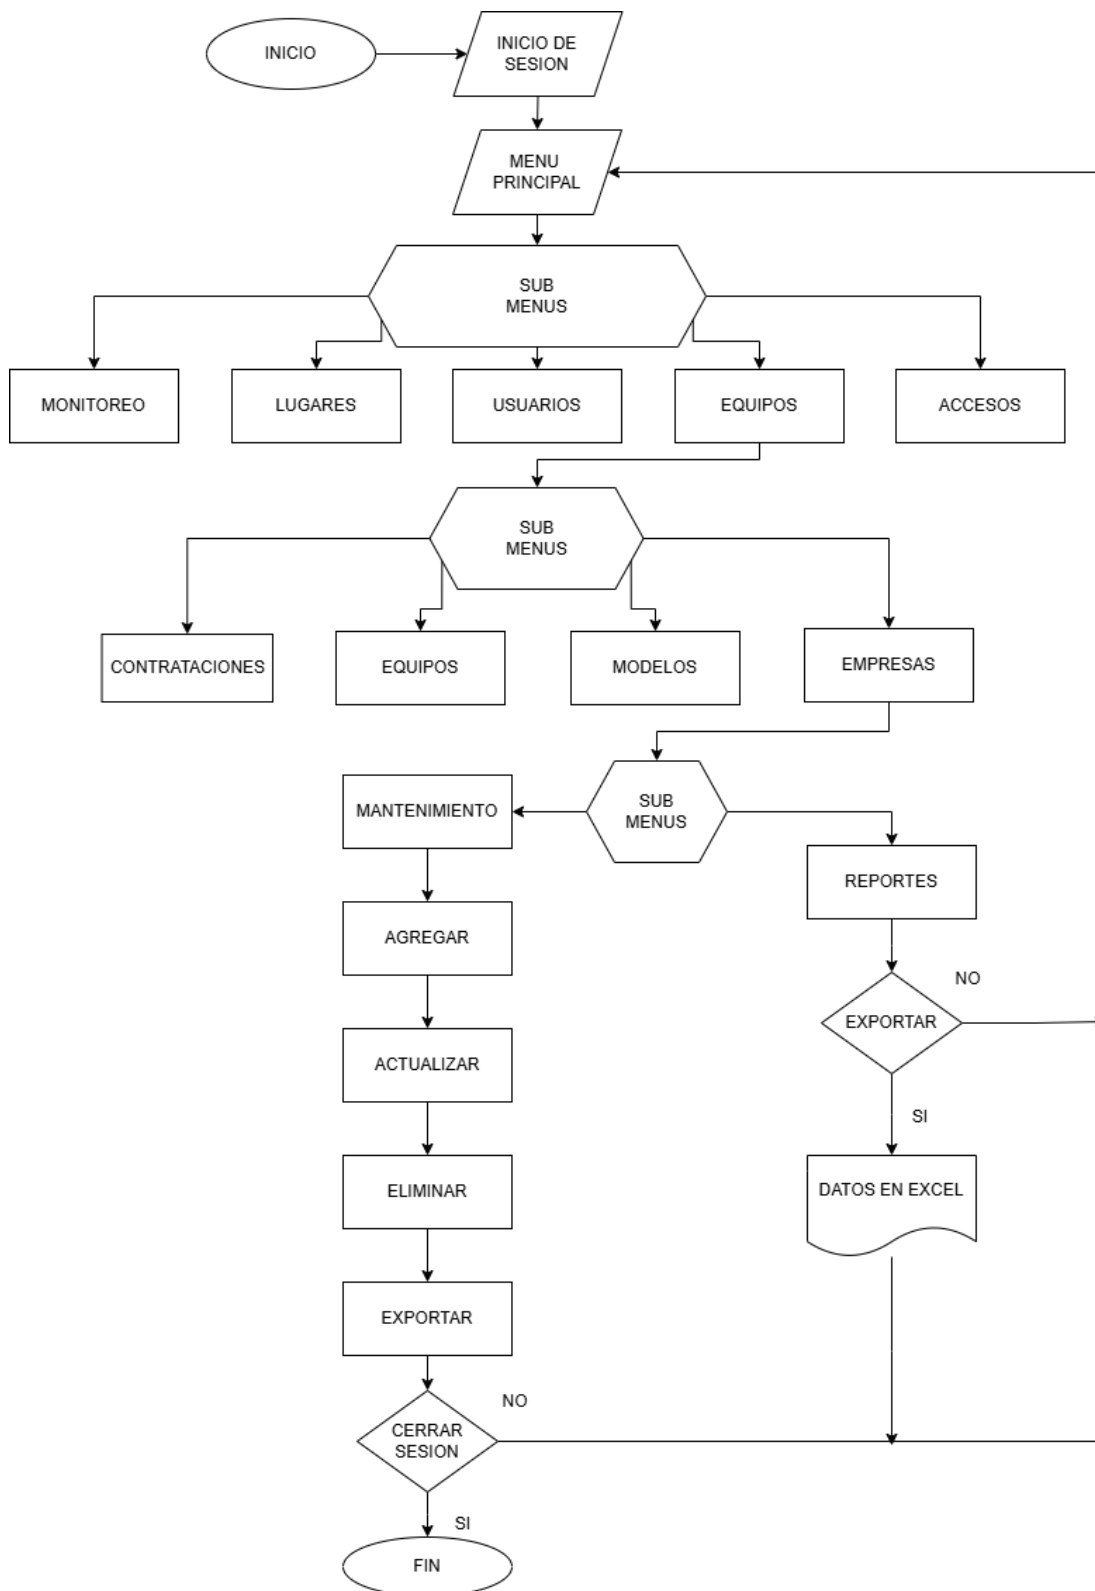 INICIO
INICIO DE
SESION
MENU
PRINCIPAL
SUB
MENUS
MONITOREO
LUGARES
USUARIOS
EQUIPOS
ACCESOS
SUB
MENUS
CONTRATACIONES
EQUIPOS
MODELOS
EMPRESAS
SUB
MENUS
MANTENIMIENTO
REPORTES
AGREGAR
NO
EXPORTAR
ACTUALIZAR
SI
ELIMINAR
DATOS EN EXCEL
EXPORTAR
NO
CERRAR
SESION
SI
FIN